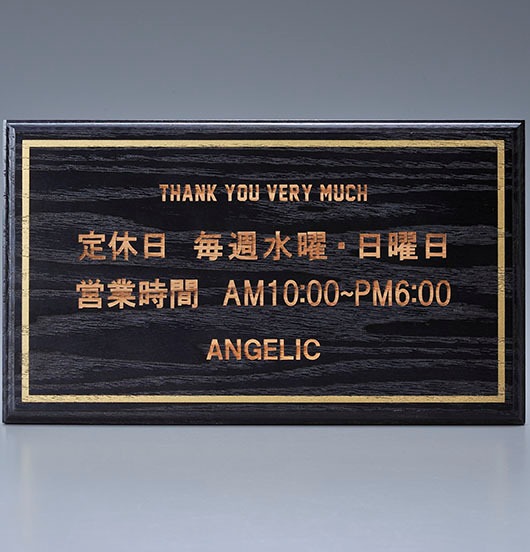 THANK YOU VERY MUCH
定休日 毎週水曜・日曜日
営業時間 AM10:00~PM6:00
ANGELIC